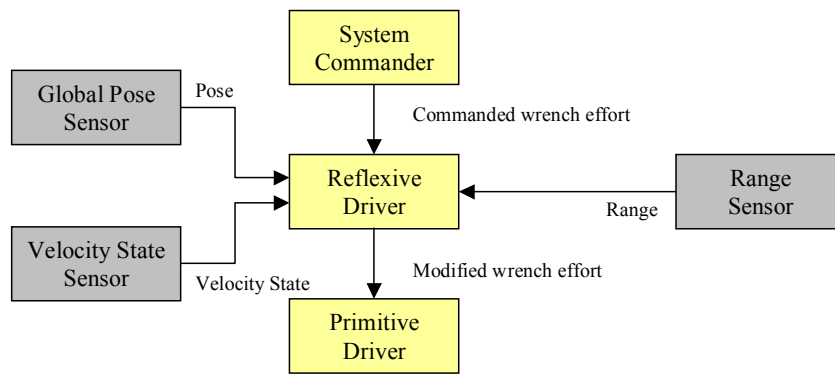 System
Commander
Global Pose
Sensor
Pose
Commanded wrench effort
Reflexive
Driver
Range
Sensor
Range
Velocity State
Sensor
Velocity State
Modified wrench effort
Primitive
Driver